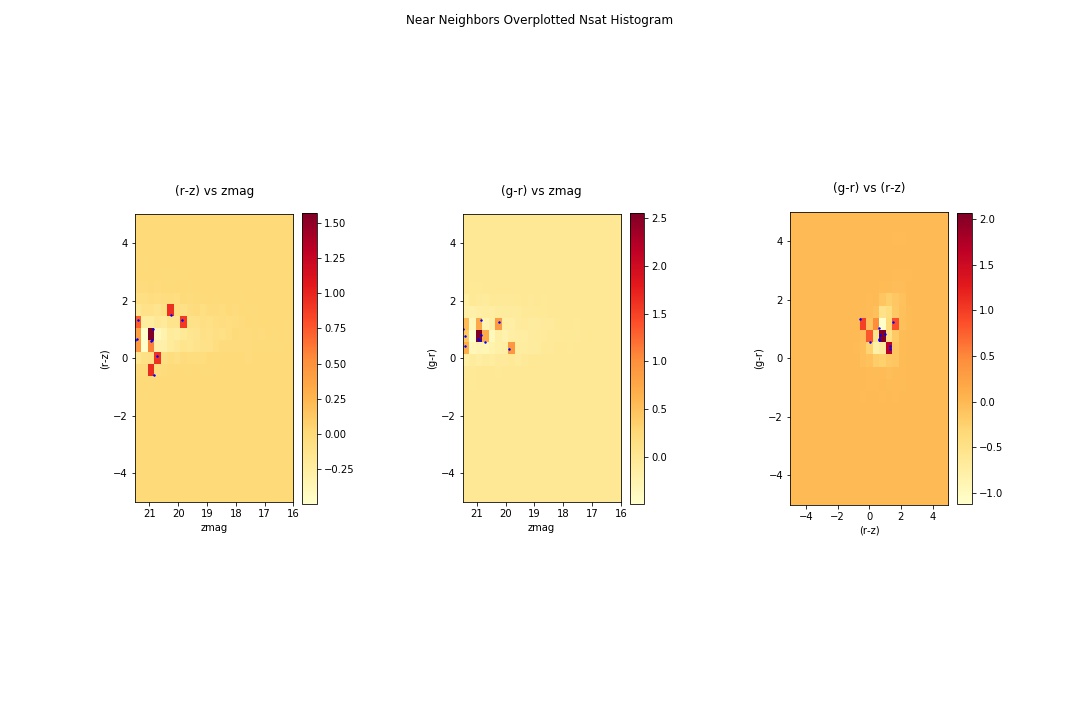 Near Neighbors Overplotted Nsat Histogram
(r-z) vs zmag
4
2
0
−2
−4
(r-z)
21 20 19 18 17 16
zmag
1.50
1.25
1.00
0.75
0.50
0.25
0.00
−0.25
(g-r) vs zmag
4
2
0
−2
−4
(g-r)
21 20 19 18 17 16
zmag
2.5
2.0
1.5
1.0
0.5
0.0
(g-r) vs (r-z)
4
2
0
−2
−4
(g-r)
−4 −2 0 2 4
(r-z)
2.0
1.5
1.0
0.5
0.0
−0.5
−1.0